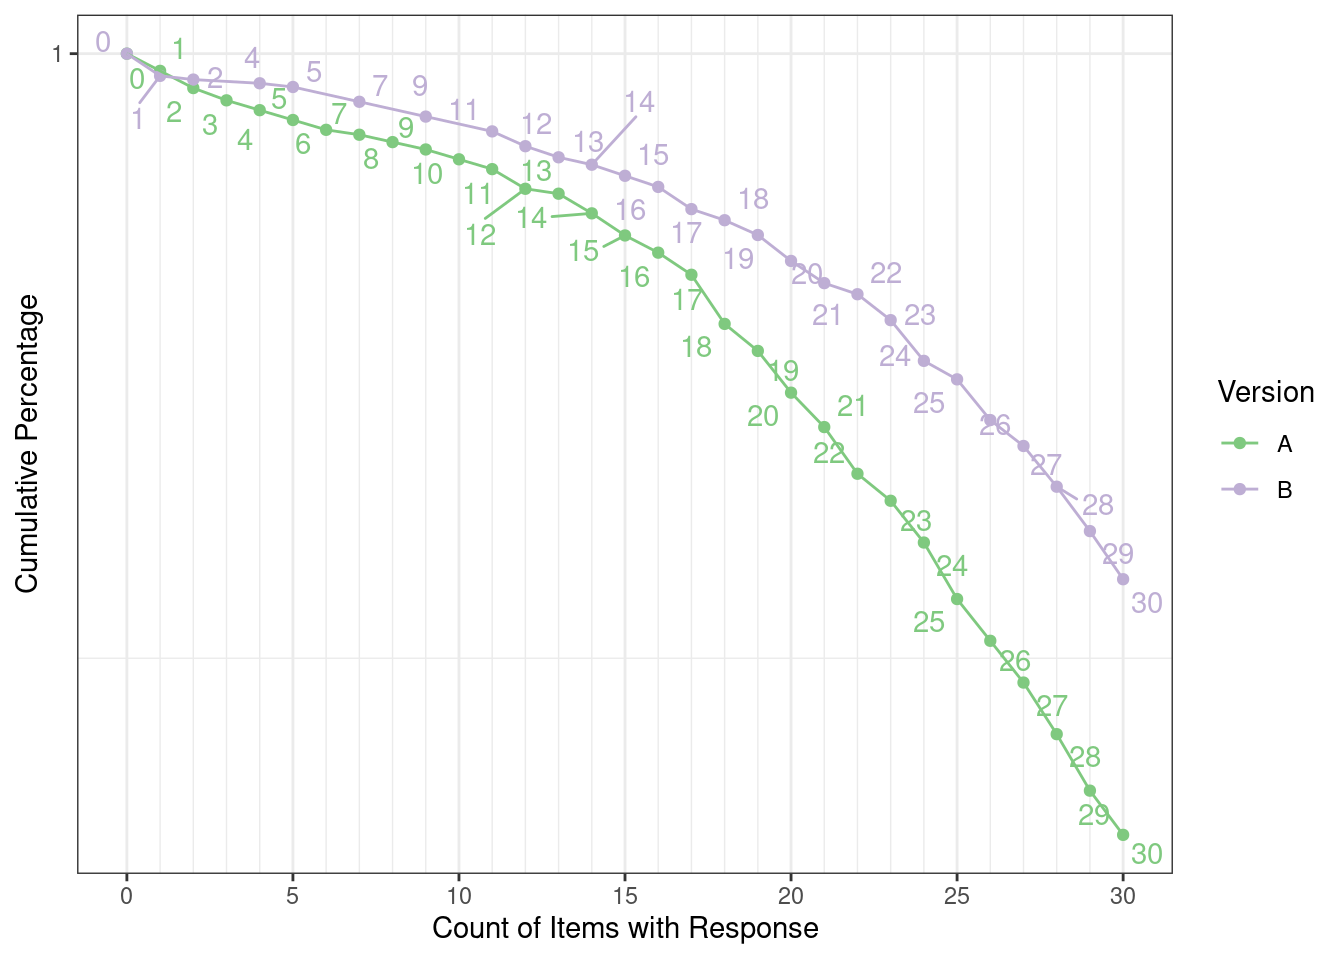 0 1
4
5
0 2 7 9
1 2 3 4 5 6 7 8 9 10 11 12 13 14
11 12 13 14 15 16 13 15 16 17 18
17 18 19 20 21 22 23
19 20 21 22 24 25 26
23 24 25 27 28 29 30
26 27 28 29 30
1
Cumulative Percentage
0 5 10 15 20 25 30
Count of Items with Response
Version
A
B